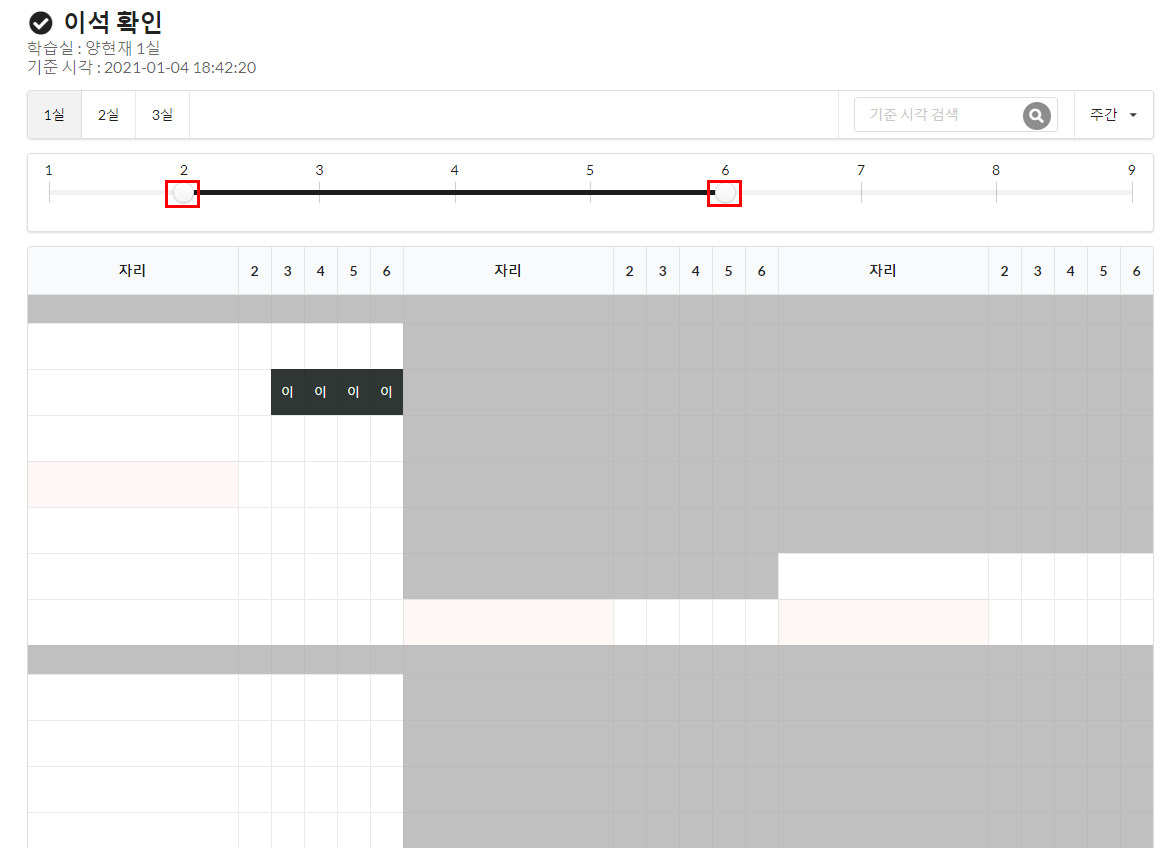 이석 확인
학습실 : 양현재 1실
기준 시각 : 2021-01-04 18:42:20
1실 2실 3실 기준 시각 검색 주간
1 2 3 4 5 6 7 8 9
자리 2 3 4 5 6 자리 2 3 4 5 6 자리 2 3 4 5 6
이 이 이 이